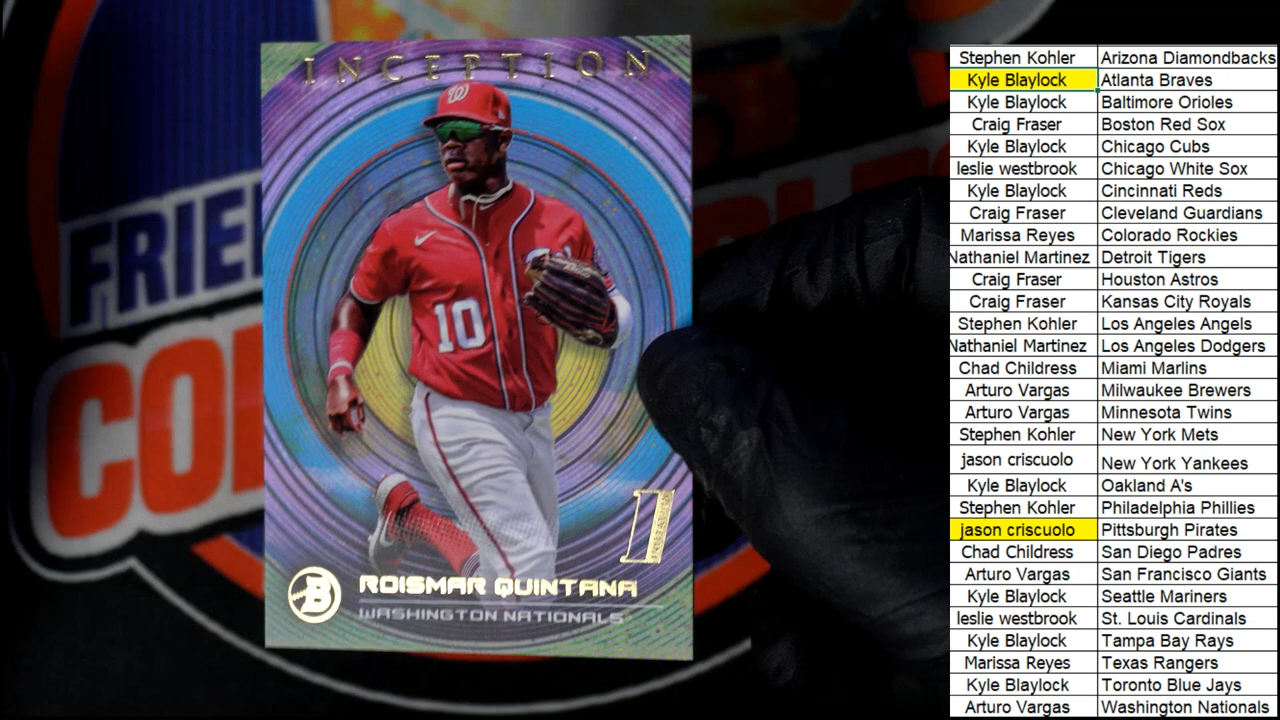 INCEPTION
FRIE
CO
10
1
ROISMAR QUINTANA
B
WASHINGTON NATIONALS
Stephen Kohler Arizona Diamondbacks
Kyle Blaylock Atlanta Braves
Kyle Blaylock Baltimore Orioles
Craig Fraser Boston Red Sox
Kyle Blaylock Chicago Cubs
leslie westbrook Chicago White Sox
Kyle Blaylock Cincinnati Reds
Craig Fraser Cleveland Guardians
Marissa Reyes Colorado Rockies
Nathaniel Martinez Detroit Tigers
Craig Fraser Houston Astros
Craig Fraser Kansas City Royals
Stephen Kohler Los Angeles Angels
Nathaniel Martinez Los Angeles Dodgers
Chad Childress Miami Marlins
Arturo Vargas Milwaukee Brewers
Arturo Vargas Minnesota Twins
Stephen Kohler New York Mets
jason criscuolo New York Yankees
Kyle Blaylock Oakland A's
Stephen Kohler Philadelphia Phillies
jason criscuolo Pittsburgh Pirates
Chad Childress San Diego Padres
Arturo Vargas San Francisco Giants
Kyle Blaylock Seattle Mariners
leslie westbrook St. Louis Cardinals
Kyle Blaylock Tampa Bay Rays
Marissa Reyes Texas Rangers
Kyle Blaylock Toronto Blue Jays
Arturo Vargas Washington Nationals